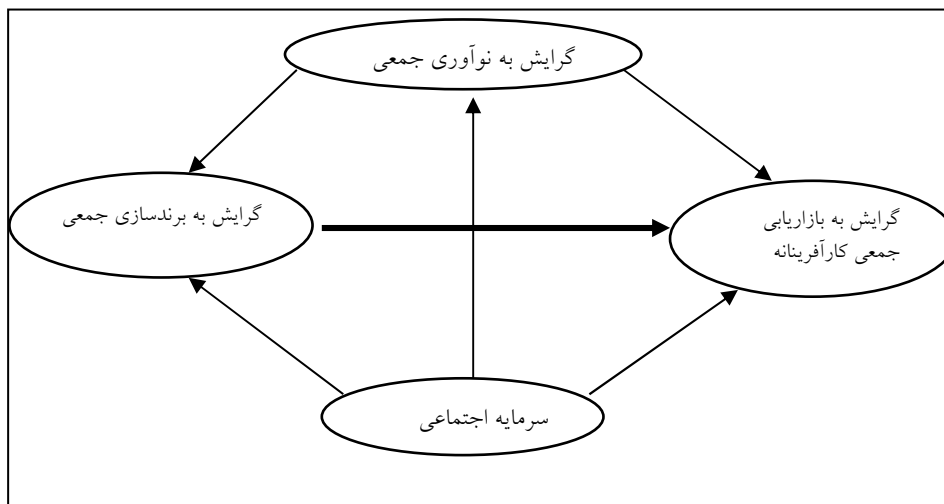 گرایش به نوآوری جمعی
گرایش به برندسازی جمعی
گرایش به بازاریابی
جمعی کارآفرینانه
سرمایه اجتماعی